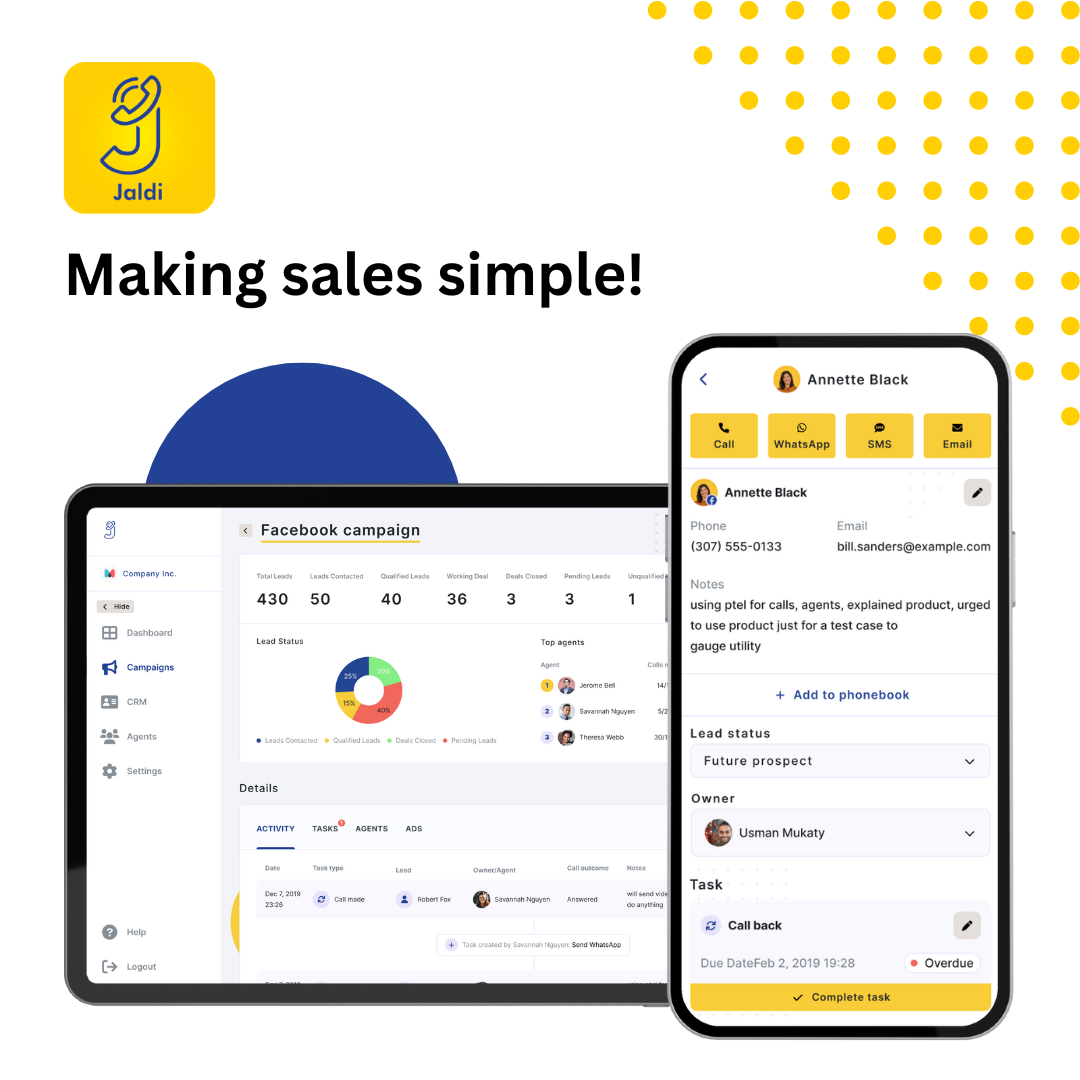 Jaldi
Making sales simple!
Company Inc.
Hide
Dashboard
Campaigns
CRM
Agents
Settings
Help
Logout
Facebook campaign
Total Leads Leads Contacted Qualified Leads Working Deal Deals Closed Pending Leads Unqualified
430 50 40 36 3 3 1
Lead Status
25%
20%
15%
40%
Leads Contacted Qualified Leads Deals Closed Pending Leads
Top agents
Agent Calls
1 Jerome Bell 14/
2 Savannah Nguyen 5/2
3 Theresa Webb 30/1
Details
ACTIVITY TASKS AGENTS ADS
Date Task type Lead Owner/Agent Call outcome Notes
Dec 7, 2019
23:26
Call made Robert Fox Savannah Nguyen Answered
will send vide
do anything
Task created by Savannah Nguyen: Send WhatsApp
Annette Black
Call WhatsApp SMS Email
Annette Black
Phone Email
(307) 555-0133 bill.sanders@example.com
Notes
using ptel for calls, agents, explained product, urged
to use product just for a test case to
gauge utility
+ Add to phonebook
Lead status
Future prospect
Owner
Usman Mukaty
Task
Call back
Due DateFeb 2, 2019 19:28 Overdue
Complete task